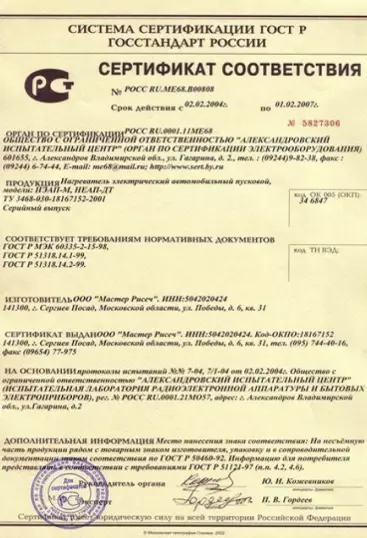 СИСТЕМА СЕРТИФИКАЦИИ ГОСТ Р
ГОССТАНДАРТ РОССИИ
СЕРТИФИКАТ СООТВЕТСТВИЯ
№ РОСС RU.ME68.B00808
Срок действия с 02.02.2004г. по 01.02.2007г.
№ 5827306
ОРГАН ПО СЕРТИФИКАЦИИ РОСС RU.0001.11ME68
ОБЩЕСТВО С ОГРАНИЧЕННОЙ ОТВЕТСТВЕННОСТЬЮ "АЛЕКСАНДРОВСКИЙ
ИСПЫТАТЕЛЬНЫЙ ЦЕНТР" (ОРГАН ПО СЕРТИФИКАЦИИ ЭЛЕКТРООБОРУДОВАНИЯ)
601655, г. Александров Владимирской обл., ул. Гагарина, д. 2., тел. : (09244)9-82-38, факс :
(09244) 6-74-44, E-mail: me68@mail.ru; http://www.sert.by.ru
ПРОДУКЦИЯ Нагреватель электрический автомобильный пусковой,
модели: НЭАП-М, НЕАП-ДТ
ТУ 3468-030-18167152-2001
Серийный выпуск
код ОК 005 (ОКП):
34 6847
СООТВЕТСТВУЕТ ТРЕБОВАНИЯМ НОРМАТИВНЫХ ДОКУМЕНТОВ
ГОСТ Р МЭК 60335-2-15-98,
ГОСТ Р 51318.14.1-99,
ГОСТ Р 51318.14.2-99.
код ТН ВЭД:
ИЗГОТОВИТЕЛЬ ООО "Мастер Рисеч". ИНН:5042020424
141300, г. Сергиев Посад, Московской области, ул. Победы, д. 6, кв. 31
СЕРТИФИКАТ ВЫДАН ООО "Мастер Рисеч". ИНН:5042020424. Код-ОКПО:18167152
141300, г. Сергиев Посад, Московской области, ул. Победы, д. 6, кв. 31, тел. (095) 744-40-16,
факс (09654) 77-975
НА ОСНОВАНИИ протоколы испытаний №№ 7-04, 7/1-04 от 02.02.2004г. Общество с
ограниченной ответственностью "АЛЕКСАНДРОВСКИЙ ИСПЫТАТЕЛЬНЫЙ ЦЕНТР"
(ИСПЫТАТЕЛЬНАЯ ЛАБОРАТОРИЯ РАДИОЭЛЕКТРОННОЙ АППАРАТУРЫ И БЫТОВЫХ
ЭЛЕКТРОПРИБОРОВ), рег. № РОСС RU.0001.21МО57, адрес: г. Александров Владимирской
обл, ул.Гагарина, д.2
ДОПОЛНИТЕЛЬНАЯ ИНФОРМАЦИЯ Место нанесения знака соответствия: На несъёмную
часть продукции рядом с товарным знаком изготовителя, упаковку и в сопроводительной
документации знаком соответствия по ГОСТ Р 50460-92. Информацию для потребителя
представлять в соответствии с требованиями ГОСТ Р 51121-97 (п.п. 4.2, 4.6).
Руководитель органа
Ю. Н. Кожевников
Для сертификатов
М.П.
Эксперт
П. В. Гордеев
Сертификат имеет юридическую силу на всей территории Российской Федерации